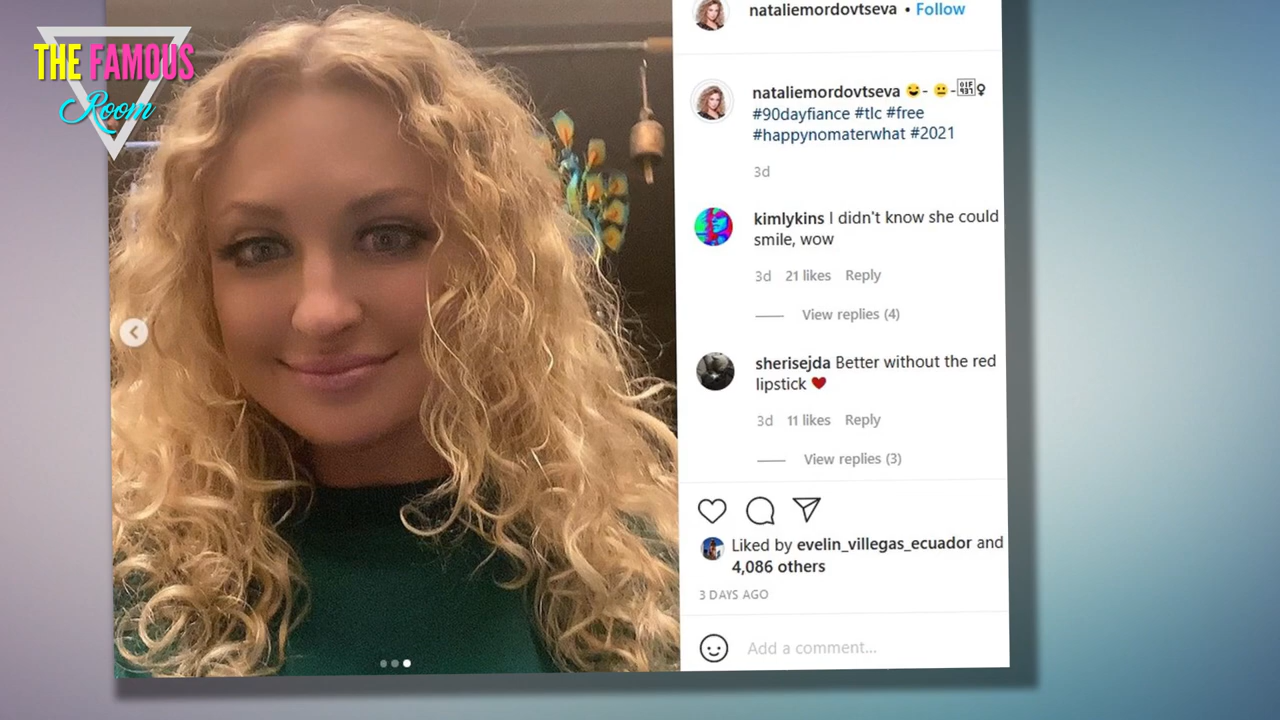 THE FAMOUS
Room
nataliemordovtseva • Follow
nataliemordovtseva 😆- 😐-♀
#90dayfiance #tlc #free
#happynomaterwhat #2021
3d
kimlykins I didn't know she could
smile, wow
3d 21 likes Reply
View replies (4)
sherisejda Better without the red
lipstick ♥
3d 11 likes Reply
View replies (3)
Liked by evelin_villegas_ecuador and
4,086 others
3 DAYS AGO
Add a comment...